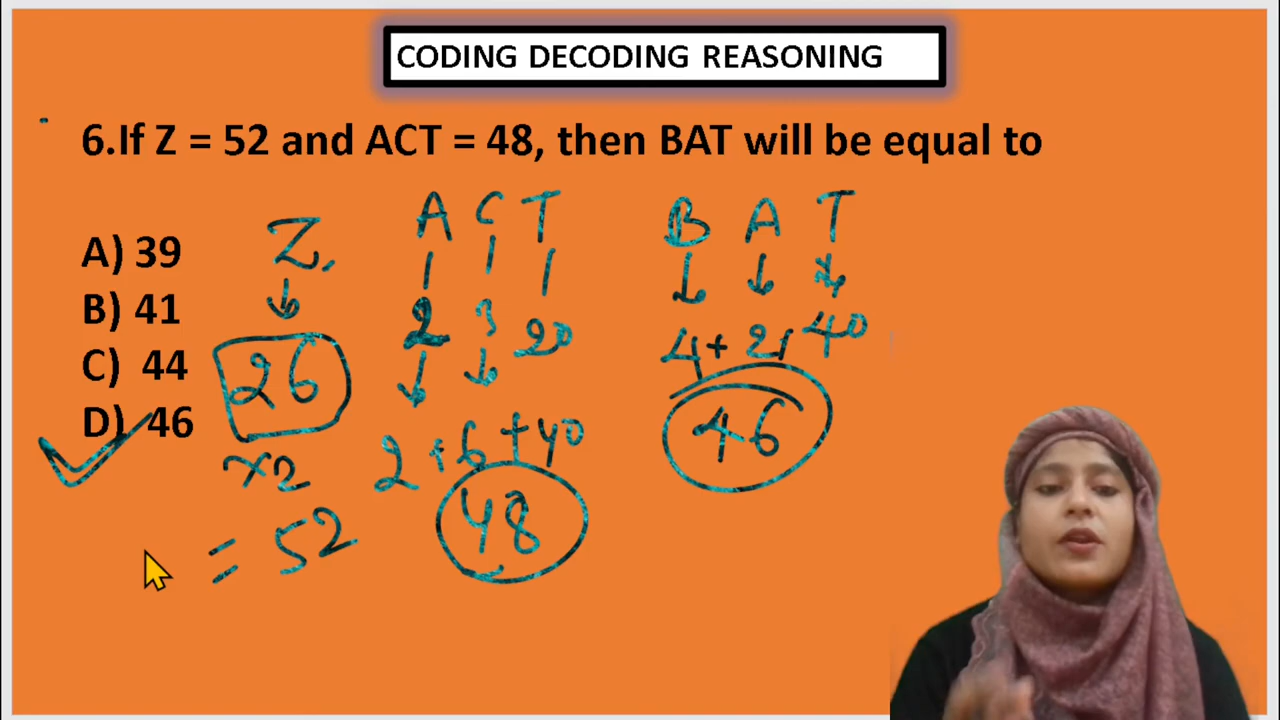 CODING DECODING REASONING
6.If Z = 52 and ACT = 48, then BAT will be equal to
A) 39
B) 41
C) 44
D) 46
Z
26
x2
= 52
A C T
2 3 20
2 + 6 + 40
48
B A T
4 + 2 + 40
46